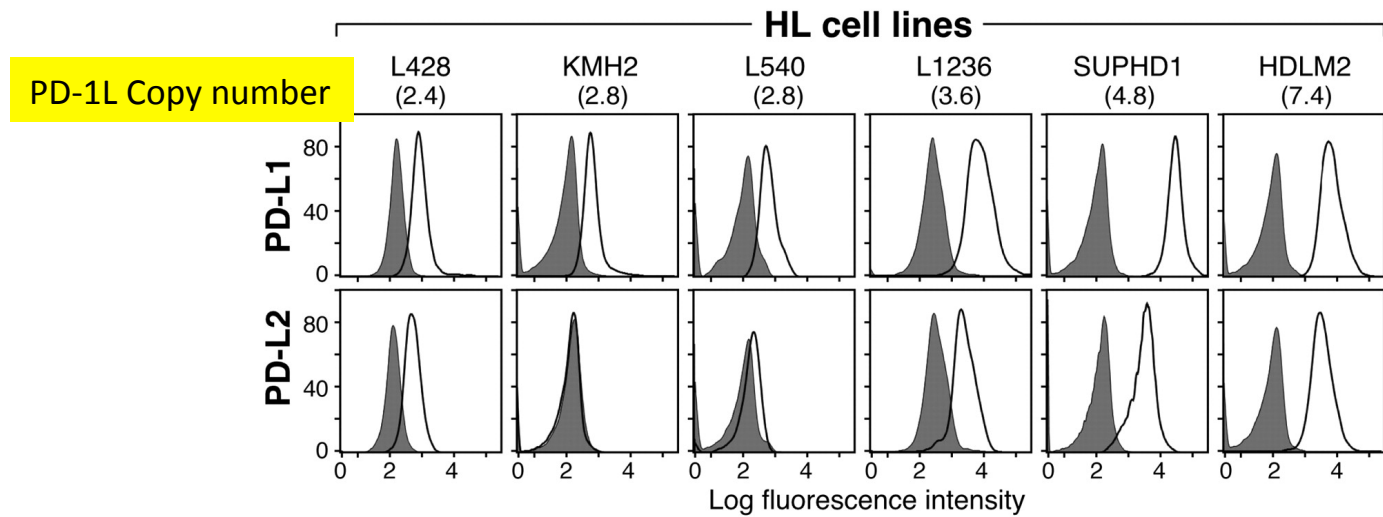 HL cell lines
PD-1L Copy number
L428 KMH2 L540 L1236 SUPHD1 HDLM2
(2.4) (2.8) (2.8) (3.6) (4.8) (7.4)
PD-L1
80
40
0
PD-L2
80
40
0
0 2 4 0 2 4 0 2 4 0 2 4 0 2 4 0 2 4
Log fluorescence intensity